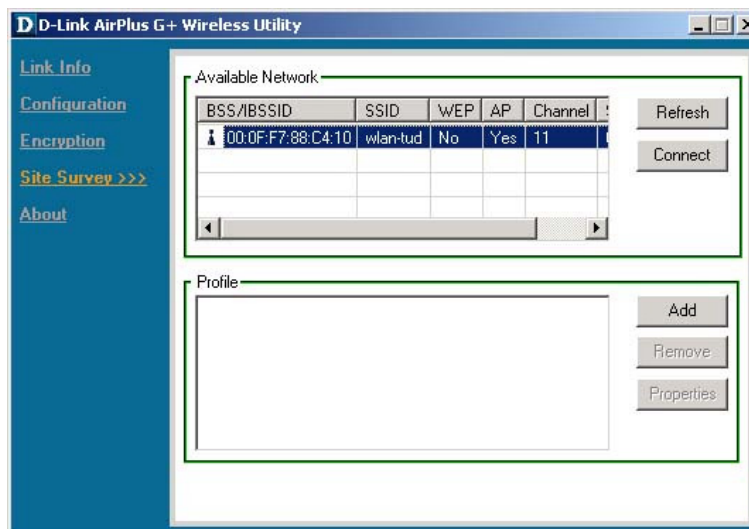 D D-Link AirPlus G+ Wireless Utility
Link Info
Configuration
Encryption
Site Survey >>>
About
Available Network
BSS/IBSSID SSID WEP AP Channel
00:0F:F7:88:C4:10 wlan-tud No Yes 11
Refresh
Connect
Profile
Add
Remove
Properties